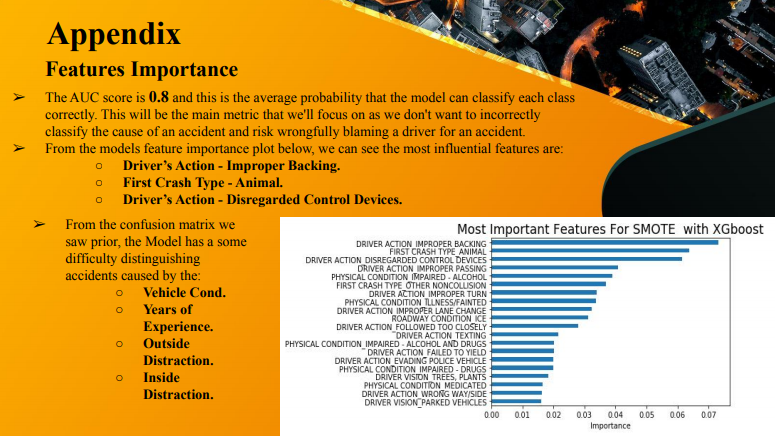 Appendix
Features Importance
➢ The AUC score is 0.8 and this is the average probability that the model can classify each class
correctly. This will be the main metric that we'll focus on as we don't want to incorrectly
classify the cause of an accident and risk wrongfully blaming a driver for an accident.
➢ From the models feature importance plot below, we can see the most influential features are:
○ Driver's Action - Improper Backing.
○ First Crash Type - Animal.
○ Driver's Action - Disregarded Control Devices.
➢ From the confusion matrix we
saw prior, the Model has a some
difficulty distinguishing
accidents caused by the:
○ Vehicle Cond.
○ Years of
Experience.
○ Outside
Distraction.
○ Inside
Distraction.
Most Important Features For SMOTE with XGboost
DRIVER ACTION_IMPROPER BACKING
FIRST CRASH TYPE_ANIMAL
DRIVER ACTION_DISREGARDED CONTROL DEVICES
DRIVER ACTION_IMPROPER PASSING
PHYSICAL CONDITION_IMPAIRED - ALCOHOL
FIRST CRASH TYPE_OTHER NONCOLLISION
DRIVER ACTION_IMPROPER TURN
PHYSICAL CONDITION_ILLNESS/FAINTED
DRIVER ACTION_IMPROPER LANE CHANGE
ROADWAY CONDITION_ICE
DRIVER ACTION_FOLLOWED TOO CLOSELY
DRIVER ACTION_TEXTING
PHYSICAL CONDITION_IMPAIRED - ALCOHOL AND DRUGS
DRIVER ACTION_FAILED TO YIELD
DRIVER ACTION_EVADING POLICE VEHICLE
PHYSICAL CONDITION_IMPAIRED - DRUGS
DRIVER VISION_TREES, PLANTS
PHYSICAL CONDITION_MEDICATED
DRIVER ACTION_WRONG WAY/SIDE
DRIVER VISION_PARKED VEHICLES
0.00 0.01 0.02 0.03 0.04 0.05 0.06 0.07
Importance